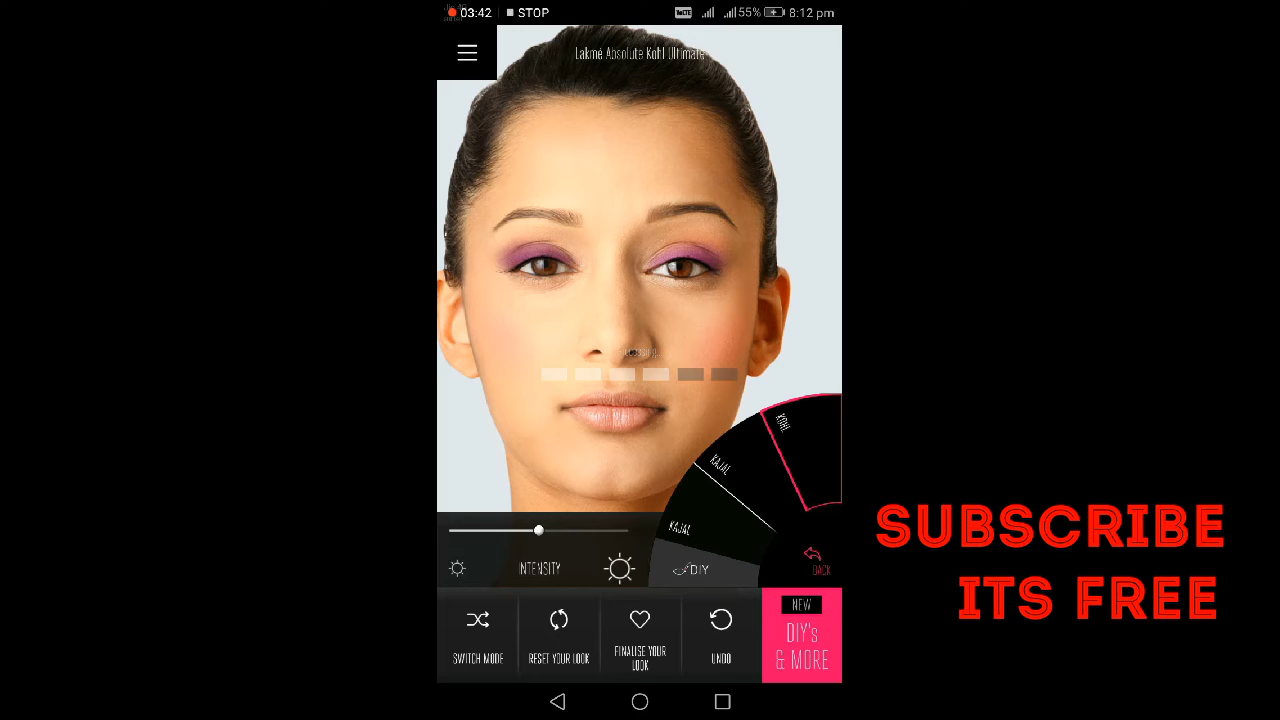 03:42 STOP 55% 8:12 pm
Lakmé Absolute Kohl Ultimate
KOHL
KAJAL
KAJAL
DIY
BACK
INTENSITY
SWITCH MODE
RESET YOUR LOOK
FINALISE YOUR
LOOK
UNDO
NEW
DIY's
& MORE
SUBSCRIBE
ITS FREE